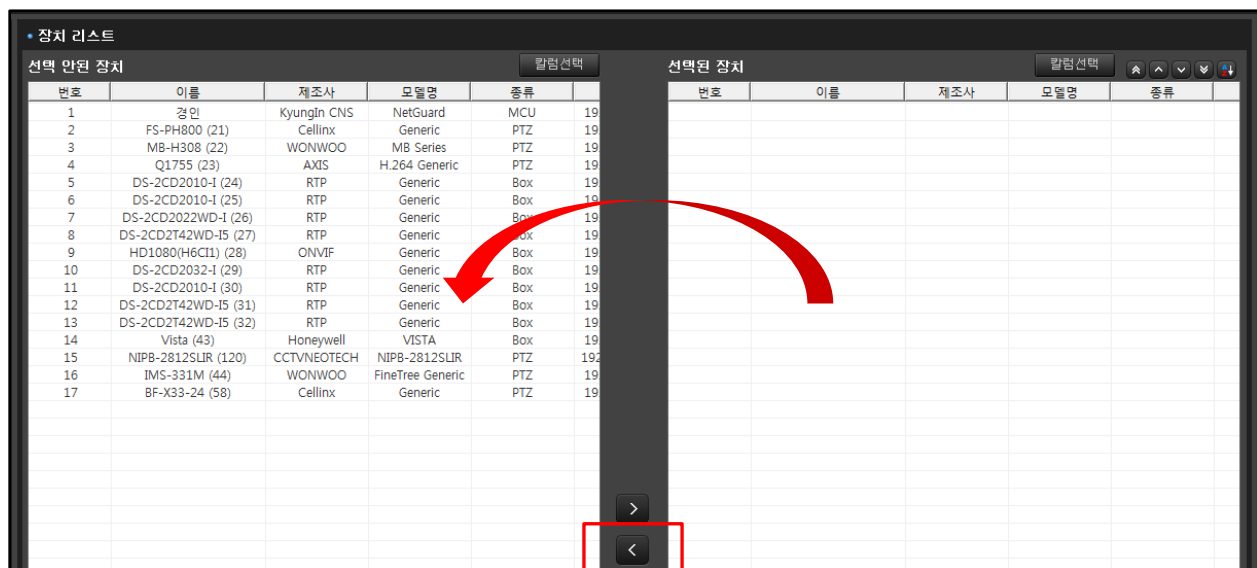 장치 리스트
선택 안된 장치 칼럼선택 선택된 장치 칼럼선택
번호 이름 제조사 모델명 종류 번호 이름 제조사 모델명 종류
1 경인 KyungIn CNS NetGuard MCU 19
2 FS-PH800 (21) Cellinx Generic PTZ 19
3 MB-H308 (22) WONWOO MB Series PTZ 19
4 Q1755 (23) AXIS H.264 Generic PTZ 19
5 DS-2CD2010-I (24) RTP Generic Box 19
6 DS-2CD2010-I (25) RTP Generic Box 19
7 DS-2CD2022WD-I (26) RTP Generic Box 19
8 DS-2CD2T42WD-I5 (27) RTP Generic Box 19
9 HD1080(H6CI1) (28) ONVIF Generic Box 19
10 DS-2CD2032-I (29) RTP Generic Box 19
11 DS-2CD2010-I (30) RTP Generic Box 19
12 DS-2CD2T42WD-I5 (31) RTP Generic Box 19
13 DS-2CD2T42WD-I5 (32) RTP Generic Box 19
14 Vista (43) Honeywell VISTA Box 19
15 NIPB-2812SLIR (120) CCTVNEOTECH NIPB-2812SLIR PTZ 192
16 IMS-331M (44) WONWOO FineTree Generic PTZ 19
17 BF-X33-24 (58) Cellinx Generic PTZ 19